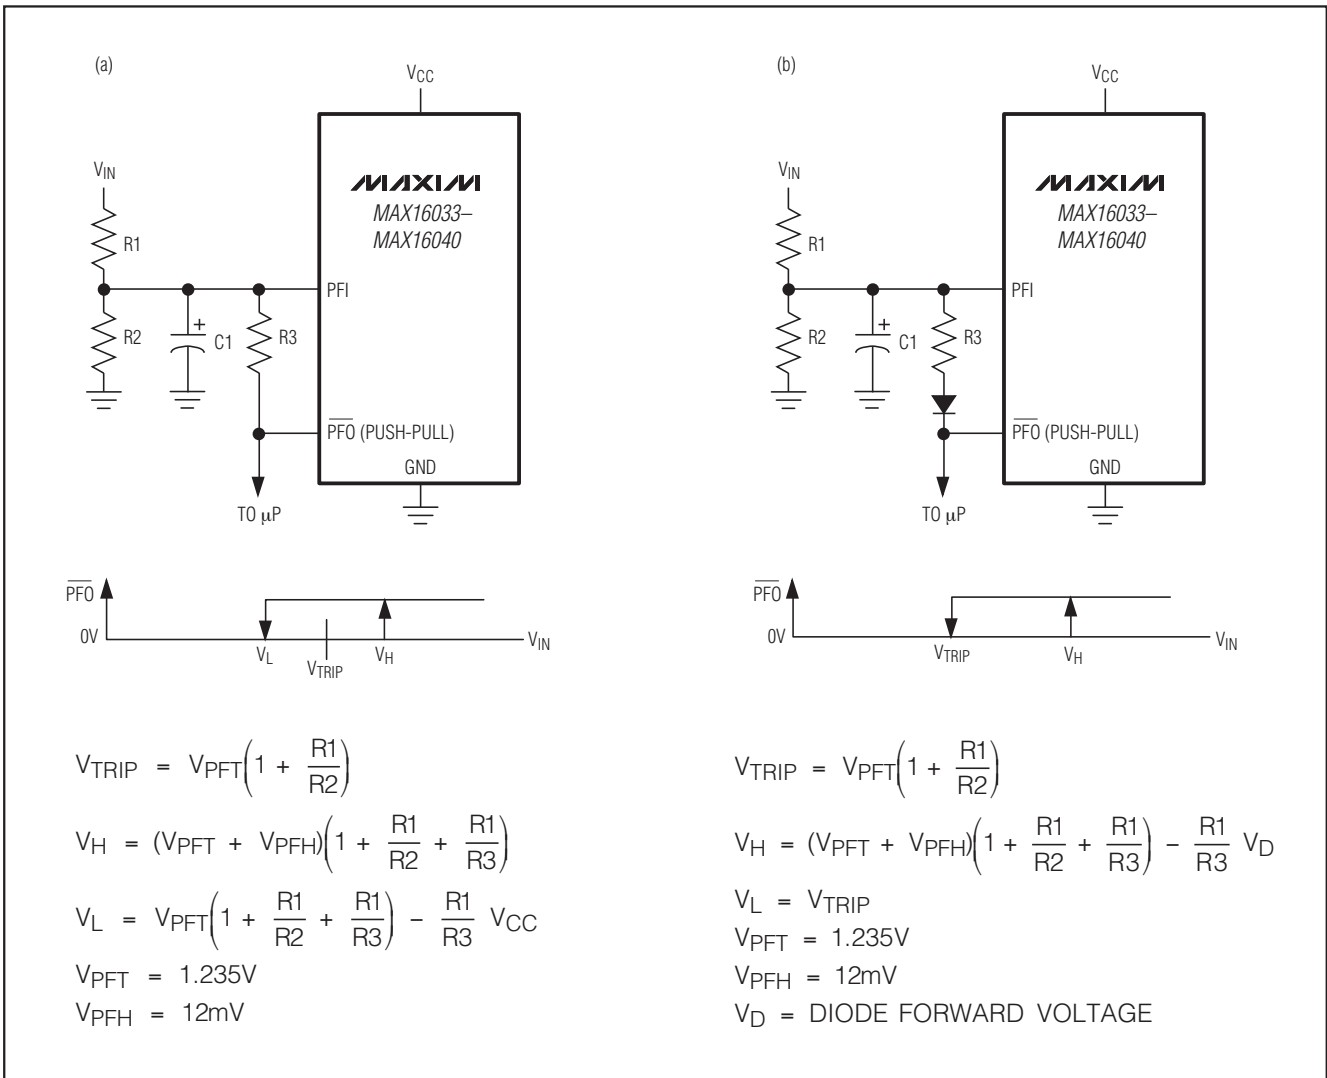 (a)
VCC
VIN
MAXIM
MAX16033–
MAX16040
R1
PFI
R2
C1
+
R3
PFO (PUSH-PULL)
GND
TO μP
PFO
0V
VL
VTRIP
VH
VIN
VTRIP = VPFT(1 + R1/R2)
VH = (VPFT + VPFH)(1 + R1/R2 + R1/R3)
VL = VPFT(1 + R1/R2 + R1/R3) – R1/R3 VCC
VPFT = 1.235V
VPFH = 12mV
(b)
VCC
VIN
MAXIM
MAX16033–
MAX16040
R1
PFI
R2
C1
+
R3
PFO (PUSH-PULL)
GND
TO μP
PFO
0V
VTRIP
VH
VIN
VTRIP = VPFT(1 + R1/R2)
VH = (VPFT + VPFH)(1 + R1/R2 + R1/R3) – R1/R3 VD
VL = VTRIP
VPFT = 1.235V
VPFH = 12mV
VD = DIODE FORWARD VOLTAGE